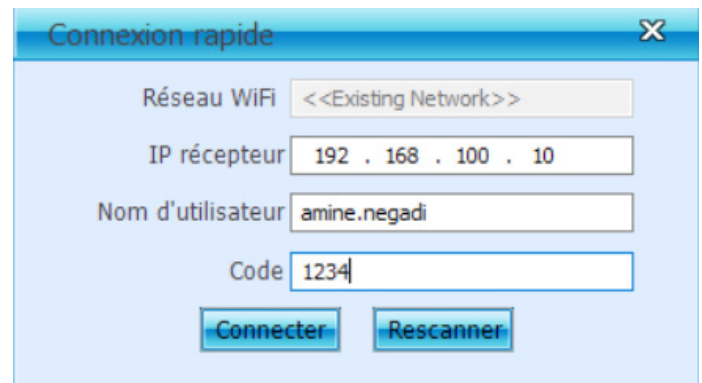 Connexion rapide
Réseau WiFi <<Existing Network>>
IP récepteur 192 . 168 . 100 . 10
Nom d'utilisateur amine.negadi
Code 1234
Connecter Rescanner